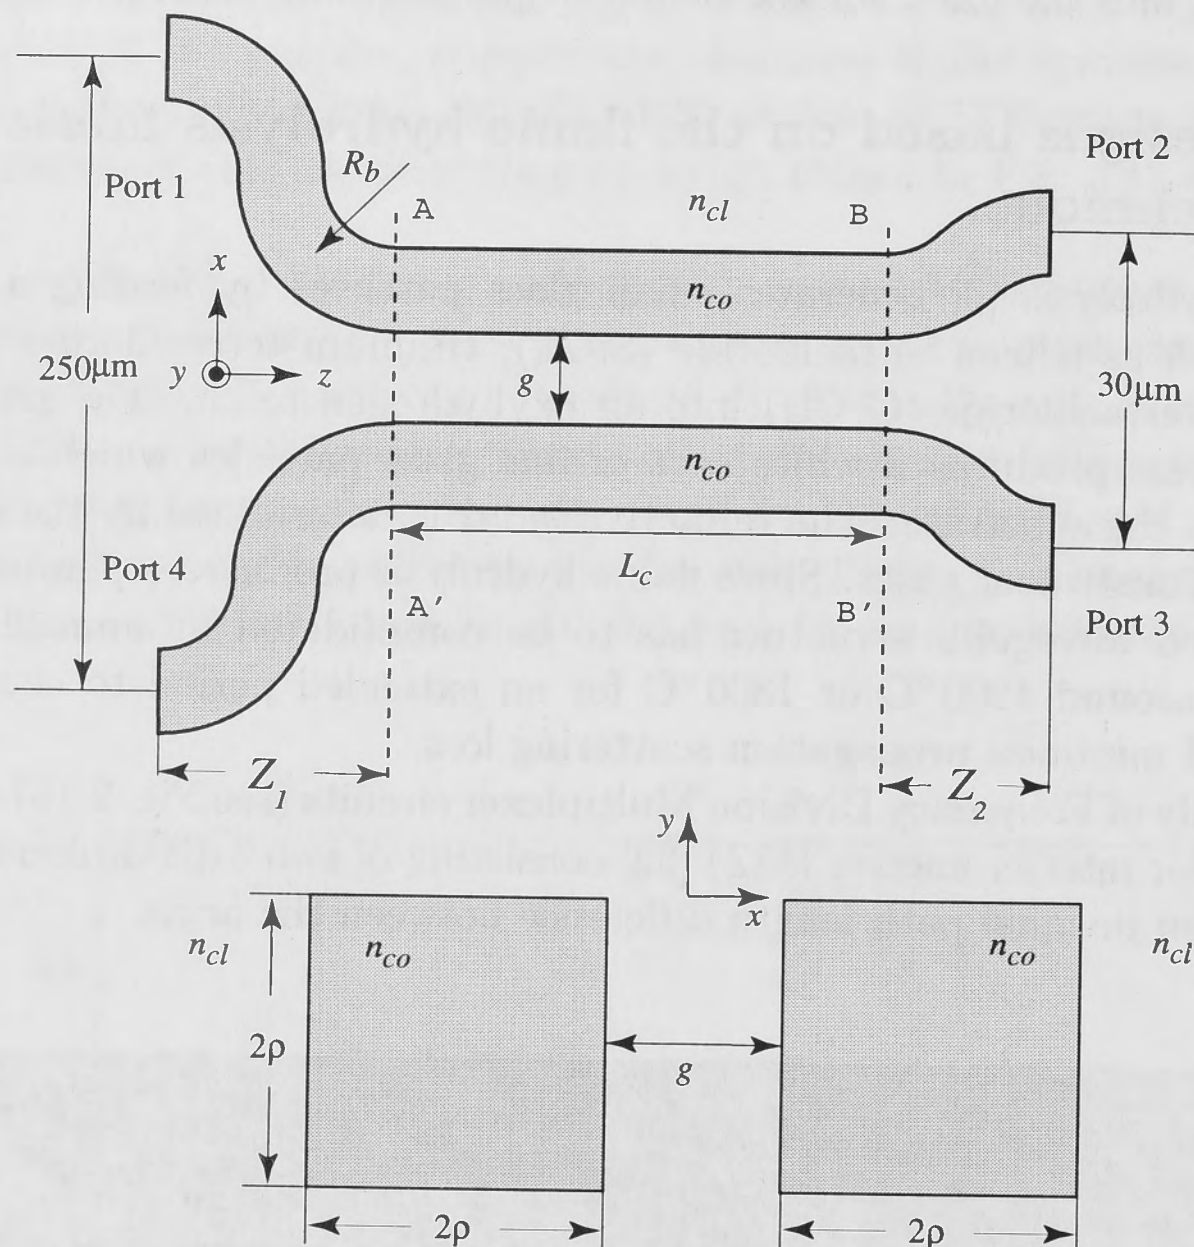 Port 1
R_b
A
n_cl
B
Port 2
x
n_co
y
z
250μm
g
30μm
n_co
Port 4
L_c
A'
B'
Port 3
Z_1
Z_2
y
x
n_cl
n_co
n_co
n_cl
2ρ
g
2ρ
2ρ